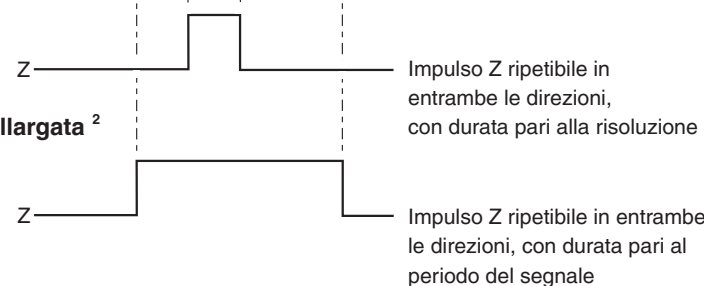 Z
Impulso Z ripetibile in
entrambe le direzioni,
con durata pari alla risoluzione
llargata ²
Z
Impulso Z ripetibile in entrambe
le direzioni, con durata pari al
periodo del segnale